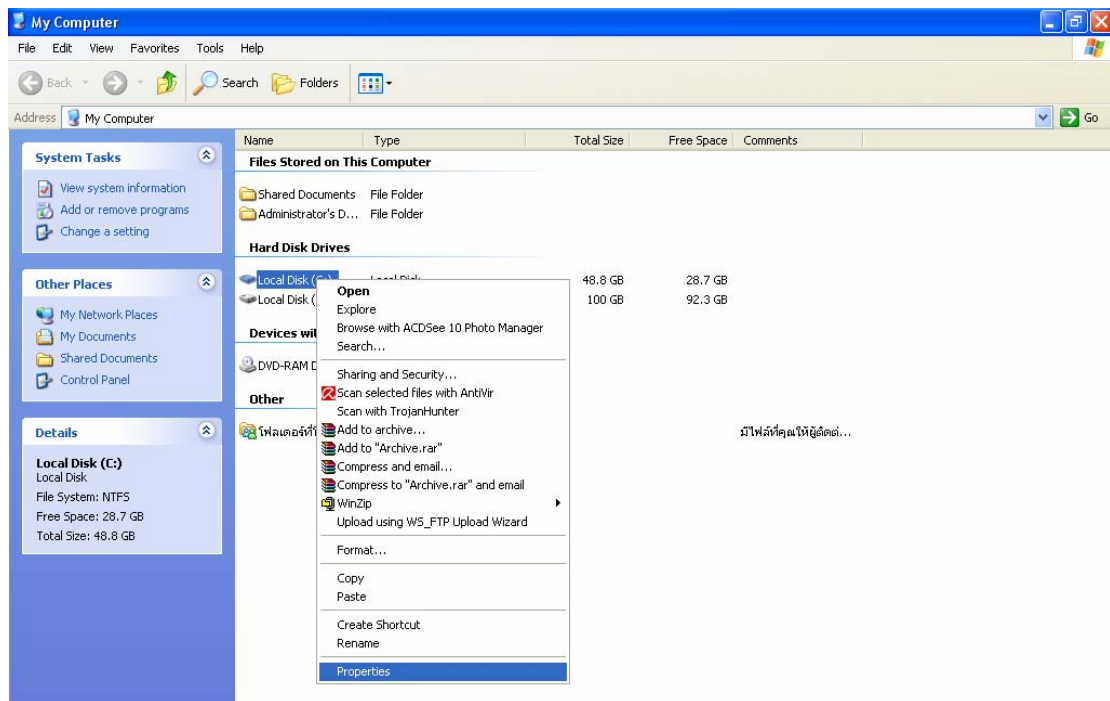 My Computer
File Edit View Favorites Tools Help
Back Search Folders
Address My Computer Go
System Tasks
View system information
Add or remove programs
Change a setting
Other Places
My Network Places
My Documents
Shared Documents
Control Panel
Details
Local Disk (C:)
Local Disk
File System: NTFS
Free Space: 28.7 GB
Total Size: 48.8 GB
Name Type Total Size Free Space Comments
Files Stored on This Computer
Shared Documents File Folder
Administrator's D... File Folder
Hard Disk Drives
Local Disk (C:) Local Disk 48.8 GB 28.7 GB
Local Disk ( 100 GB 92.3 GB
Devices wi
DVD-RAM D
Other
โฟลเดอร์ที่ใ มีไฟล์ที่คุณให้ผู้ติดต่...
Open
Explore
Browse with ACDSee 10 Photo Manager
Search...
Sharing and Security...
Scan selected files with AntiVir
Scan with TrojanHunter
Add to archive...
Add to "Archive.rar"
Compress and email...
Compress to "Archive.rar" and email
WinZip
Upload using WS_FTP Upload Wizard
Format...
Copy
Paste
Create Shortcut
Rename
Properties